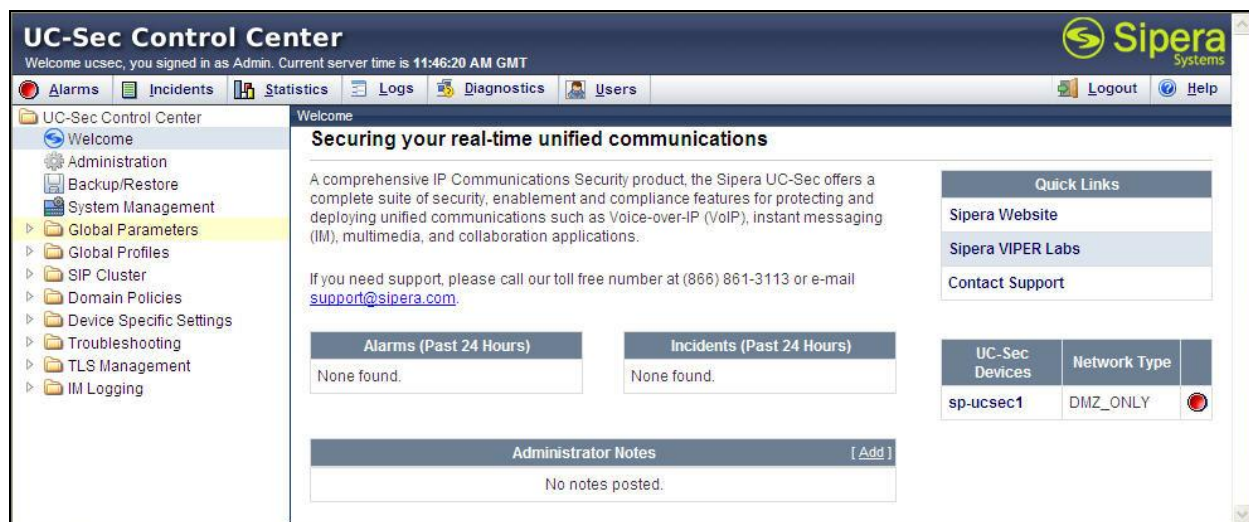 UC-Sec Control Center
Welcome ucsec, you signed in as Admin. Current server time is 11:46:20 AM GMT
Sipera
Systems
Alarms Incidents Statistics Logs Diagnostics Users Logout Help
UC-Sec Control Center
Welcome
Administration
Backup/Restore
System Management
Global Parameters
Global Profiles
SIP Cluster
Domain Policies
Device Specific Settings
Troubleshooting
TLS Management
IM Logging
Welcome
Securing your real-time unified communications
A comprehensive IP Communications Security product, the Sipera UC-Sec offers a
complete suite of security, enablement and compliance features for protecting and
deploying unified communications such as Voice-over-IP (VoIP), instant messaging
(IM), multimedia, and collaboration applications.
If you need support, please call our toll free number at (866) 861-3113 or e-mail
support@sipera.com.
Alarms (Past 24 Hours)
None found.
Incidents (Past 24 Hours)
None found.
Administrator Notes [ Add ]
No notes posted.
Quick Links
Sipera Website
Sipera VIPER Labs
Contact Support
UC-Sec
Devices
Network Type
sp-ucsec1 DMZ_ONLY